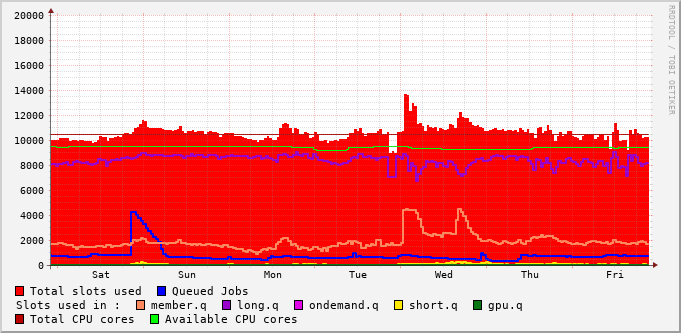 RRDTOOL / TOBI OETIKER
20000
18000
16000
14000
12000
10000
8000
6000
4000
2000
0
Sat Sun Mon Tue Wed Thu Fri
Total slots used Queued Jobs
Slots used in : member.q long.q ondemand.q short.q gpu.q
Total CPU cores Available CPU cores